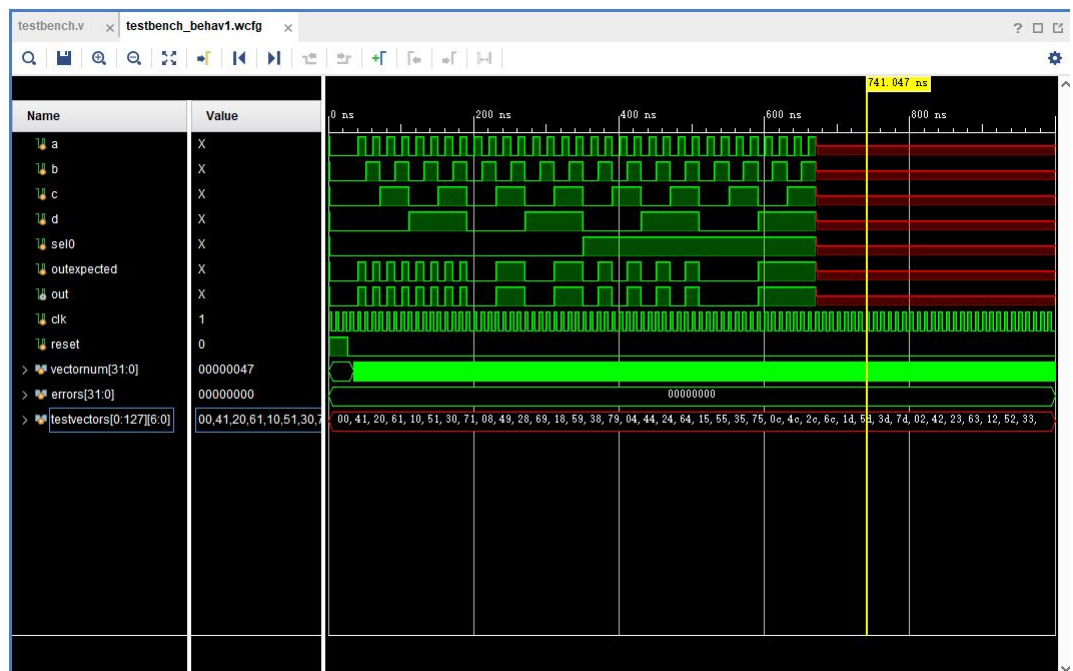 testbench.v × testbench_behav1.wcfg ×
741.047 ns
Name Value
0 ns 200 ns 400 ns 600 ns 800 ns
a X
b X
c X
d X
sel0 X
outexpected X
out X
clk 1
reset 0
vectornum[31:0] 00000047
errors[31:0] 00000000 00000000
testvectors[0:127][6:0] 00,41,20,61,10,51,30,7 00, 41, 20, 61, 10, 51, 30, 71, 08, 49, 28, 69, 18, 59, 38, 79, 04, 44, 24, 64, 15, 55, 35, 75, 0c, 4c, 2c, 6c, 1d, 5d, 3d, 7d, 02, 42, 23, 63, 12, 52, 33,